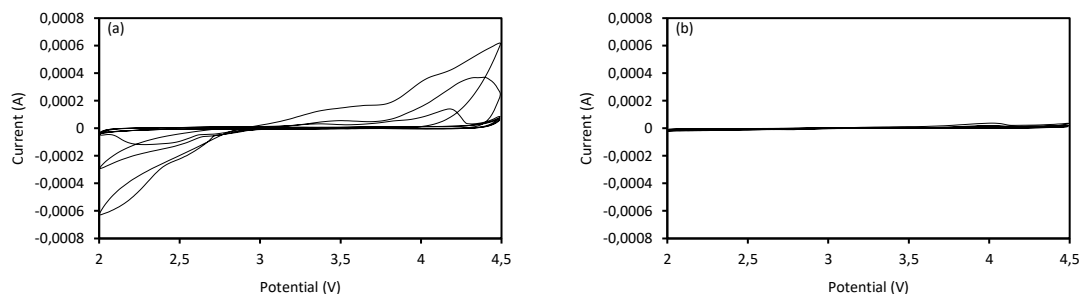 (a)
0,0008
0,0006
0,0004
0,0002
0
-0,0002
-0,0004
-0,0006
-0,0008
Current (A)
2 2,5 3 3,5 4 4,5
Potential (V)
(b)
0,0008
0,0006
0,0004
0,0002
0
-0,0002
-0,0004
-0,0006
-0,0008
Current (A)
2 2,5 3 3,5 4 4,5
Potential (V)